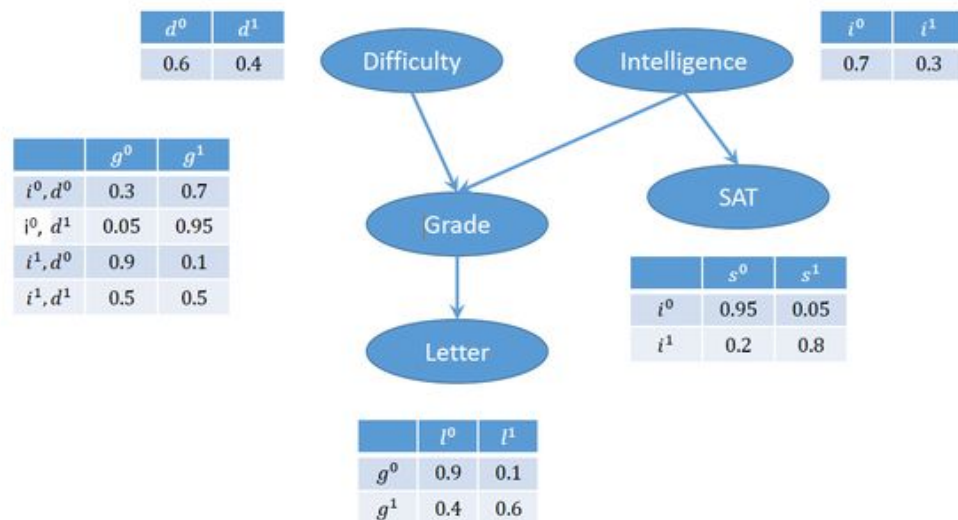 d⁰ d¹
0.6 0.4
Difficulty
Intelligence
i⁰ i¹
0.7 0.3
g⁰ g¹
i⁰, d⁰ 0.3 0.7
i⁰, d¹ 0.05 0.95
i¹, d⁰ 0.9 0.1
i¹, d¹ 0.5 0.5
Grade
SAT
s⁰ s¹
i⁰ 0.95 0.05
i¹ 0.2 0.8
Letter
l⁰ l¹
g⁰ 0.9 0.1
g¹ 0.4 0.6